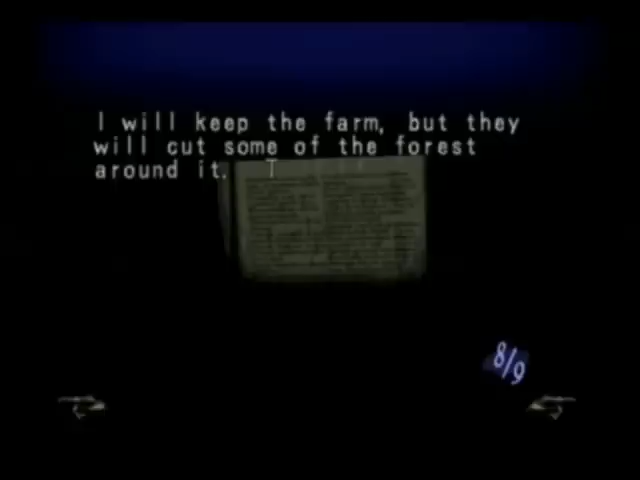 I will keep the farm, but they
will cut some of the forest
around it. T
8/9